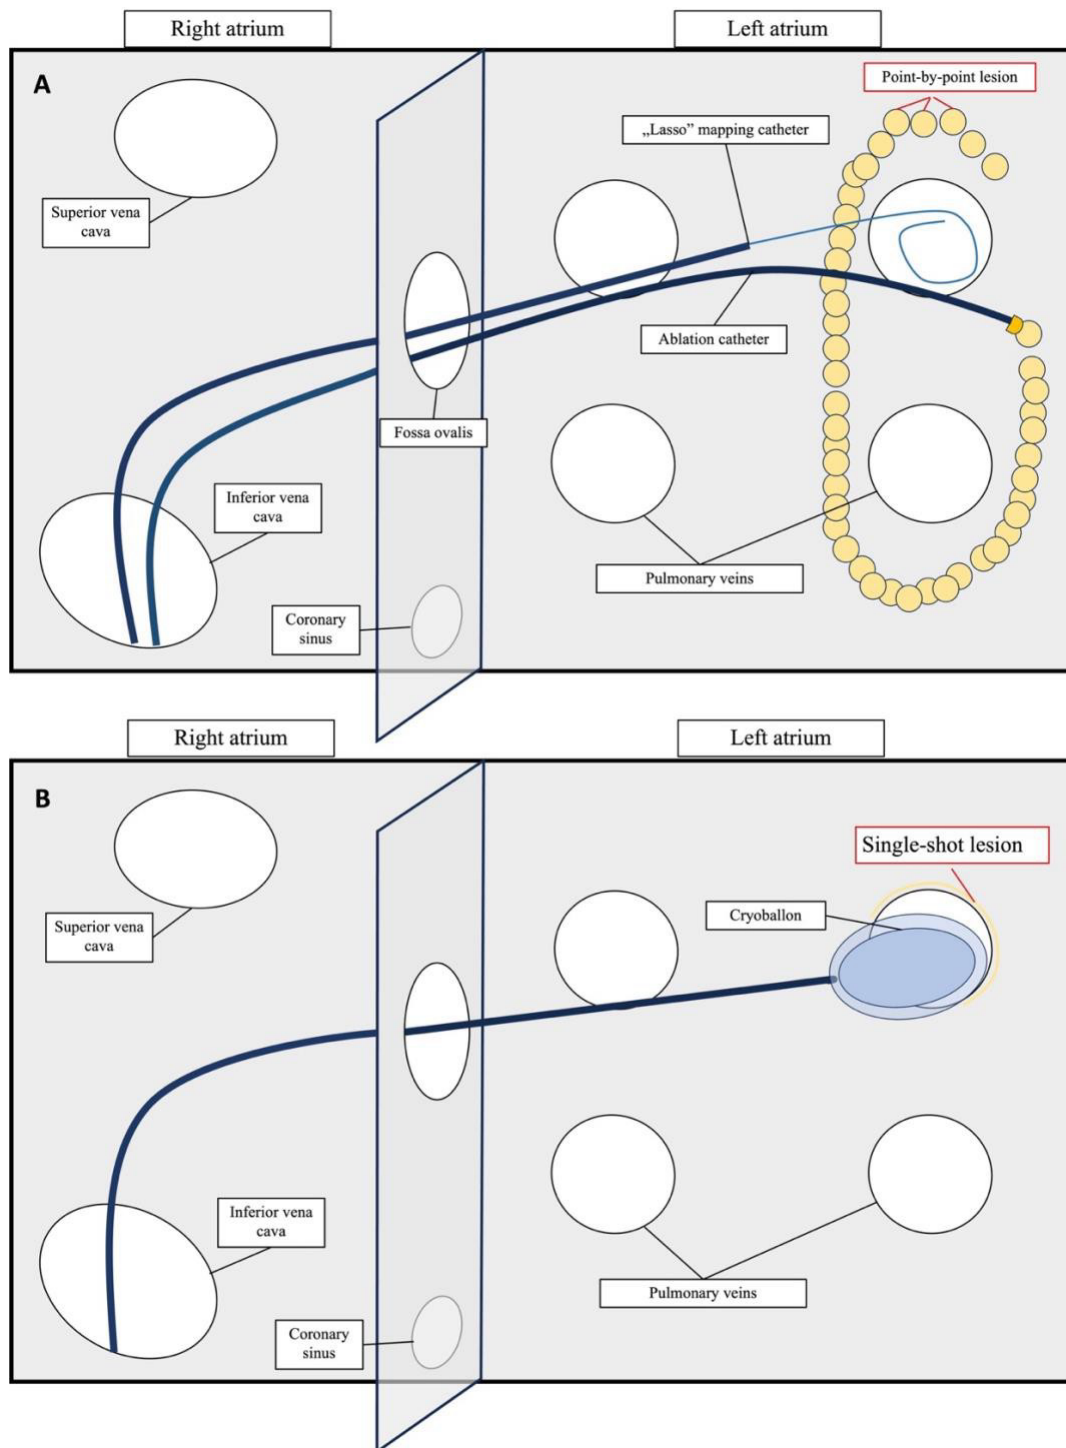 Right atrium
Left atrium
A
Point-by-point lesion
„Lasso” mapping catheter
Superior vena
cava
Ablation catheter
Fossa ovalis
Inferior vena
cava
Pulmonary veins
Coronary
sinus
Right atrium
Left atrium
B
Single-shot lesion
Cryoballon
Superior vena
cava
Inferior vena
cava
Pulmonary veins
Coronary
sinus